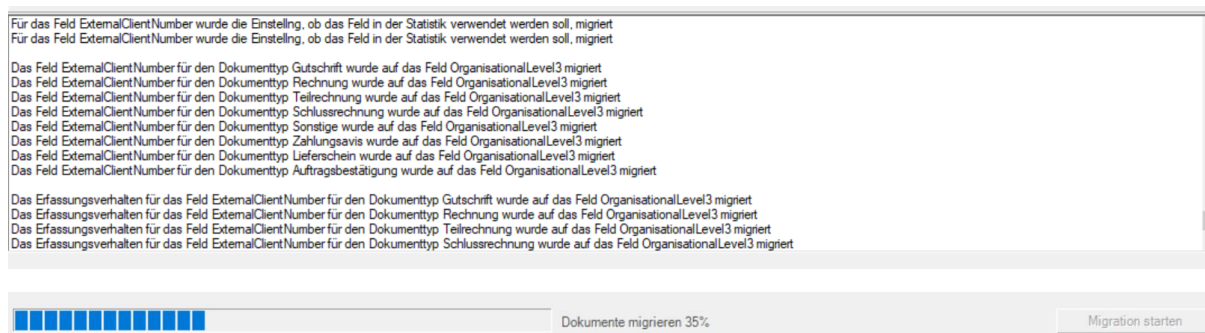 Für das Feld ExternalClientNumber wurde die Einstellng, ob das Feld in der Statistik verwendet werden soll, migriert
Für das Feld ExternalClientNumber wurde die Einstellng, ob das Feld in der Statistik verwendet werden soll, migriert
Das Feld ExternalClientNumber für den Dokumenttyp Gutschrift wurde auf das Feld OrganisationalLevel3 migriert
Das Feld ExternalClientNumber für den Dokumenttyp Rechnung wurde auf das Feld OrganisationalLevel3 migriert
Das Feld ExternalClientNumber für den Dokumenttyp Teilrechnung wurde auf das Feld OrganisationalLevel3 migriert
Das Feld ExternalClientNumber für den Dokumenttyp Schlussrechnung wurde auf das Feld OrganisationalLevel3 migriert
Das Feld ExternalClientNumber für den Dokumenttyp Sonstige wurde auf das Feld OrganisationalLevel3 migriert
Das Feld ExternalClientNumber für den Dokumenttyp Zahlungsavis wurde auf das Feld OrganisationalLevel3 migriert
Das Feld ExternalClientNumber für den Dokumenttyp Lieferschein wurde auf das Feld OrganisationalLevel3 migriert
Das Feld ExternalClientNumber für den Dokumenttyp Auftragsbestätigung wurde auf das Feld OrganisationalLevel3 migriert
Das Erfassungsverhalten für das Feld ExternalClientNumber für den Dokumenttyp Gutschrift wurde auf das Feld OrganisationalLevel3 migriert
Das Erfassungsverhalten für das Feld ExternalClientNumber für den Dokumenttyp Rechnung wurde auf das Feld OrganisationalLevel3 migriert
Das Erfassungsverhalten für das Feld ExternalClientNumber für den Dokumenttyp Teilrechnung wurde auf das Feld OrganisationalLevel3 migriert
Das Erfassungsverhalten für das Feld ExternalClientNumber für den Dokumenttyp Schlussrechnung wurde auf das Feld OrganisationalLevel3 migriert
Dokumente migrieren 35%
Migration starten